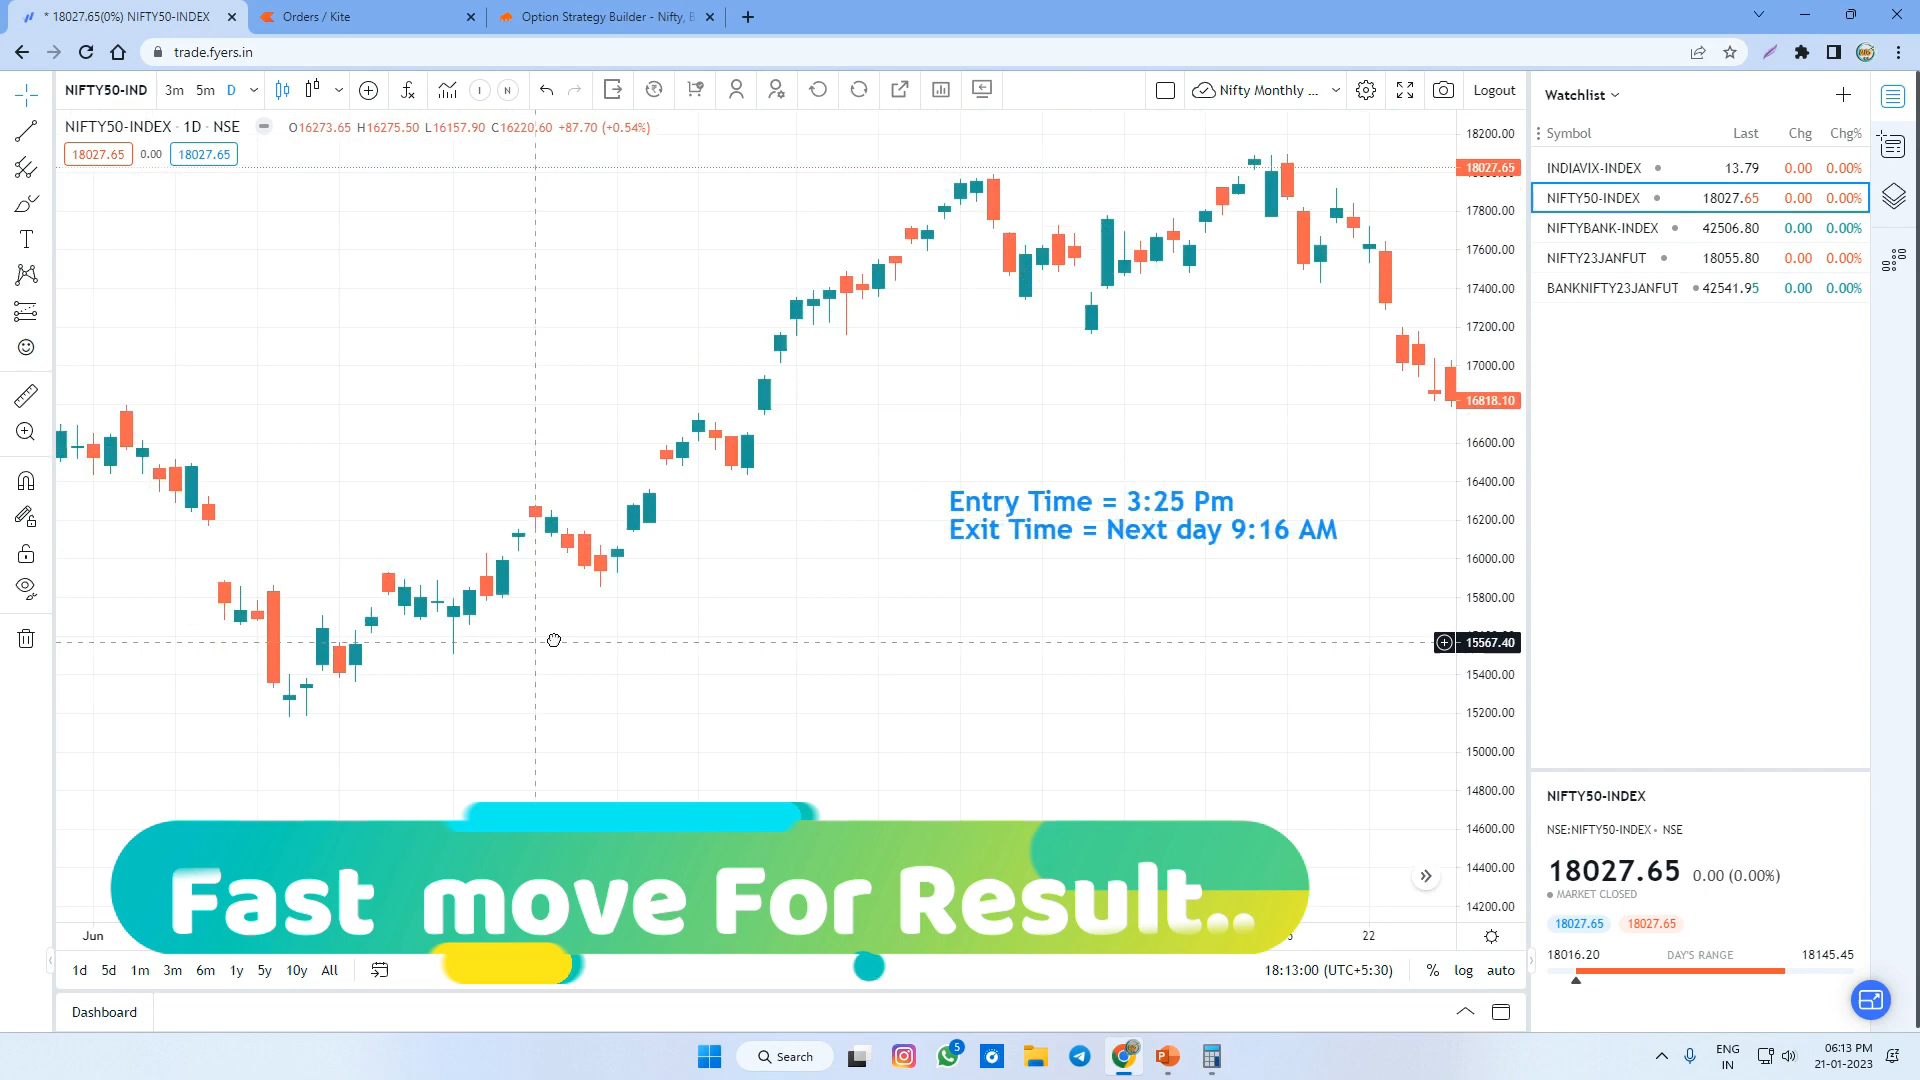 * 18027.65(0%) NIFTY50-INDEX
Orders / Kite
Option Strategy Builder - Nifty, B
trade.fyers.in
NIFTY50-IND 3m 5m D
I N
Nifty Monthly ...
Logout
NIFTY50-INDEX · 1D · NSE
O16273.65 H16275.50 L16157.90 C16220.60 +87.70 (+0.54%)
18027.65 0.00 18027.65
18200.00
18027.65
17800.00
17600.00
17400.00
17200.00
17000.00
16818.10
16600.00
16400.00
16200.00
16000.00
15800.00
15567.40
15400.00
15200.00
15000.00
14800.00
14600.00
14400.00
14200.00
Entry Time = 3:25 Pm
Exit Time = Next day 9:16 AM
Fast move For Result..
Jun
22
1d 5d 1m 3m 6m 1y 5y 10y All
18:13:00 (UTC+5:30) % log auto
Dashboard
Watchlist
Symbol Last Chg Chg%
INDIAVIX-INDEX 13.79 0.00 0.00%
NIFTY50-INDEX 18027.65 0.00 0.00%
NIFTYBANK-INDEX 42506.80 0.00 0.00%
NIFTY23JANFUT 18055.80 0.00 0.00%
BANKNIFTY23JANFUT 42541.95 0.00 0.00%
NIFTY50-INDEX
NSE:NIFTY50-INDEX • NSE
18027.65 0.00 (0.00%)
MARKET CLOSED
18027.65 18027.65
18016.20 DAY'S RANGE 18145.45
Search
5
ENG
IN
06:13 PM
21-01-2023